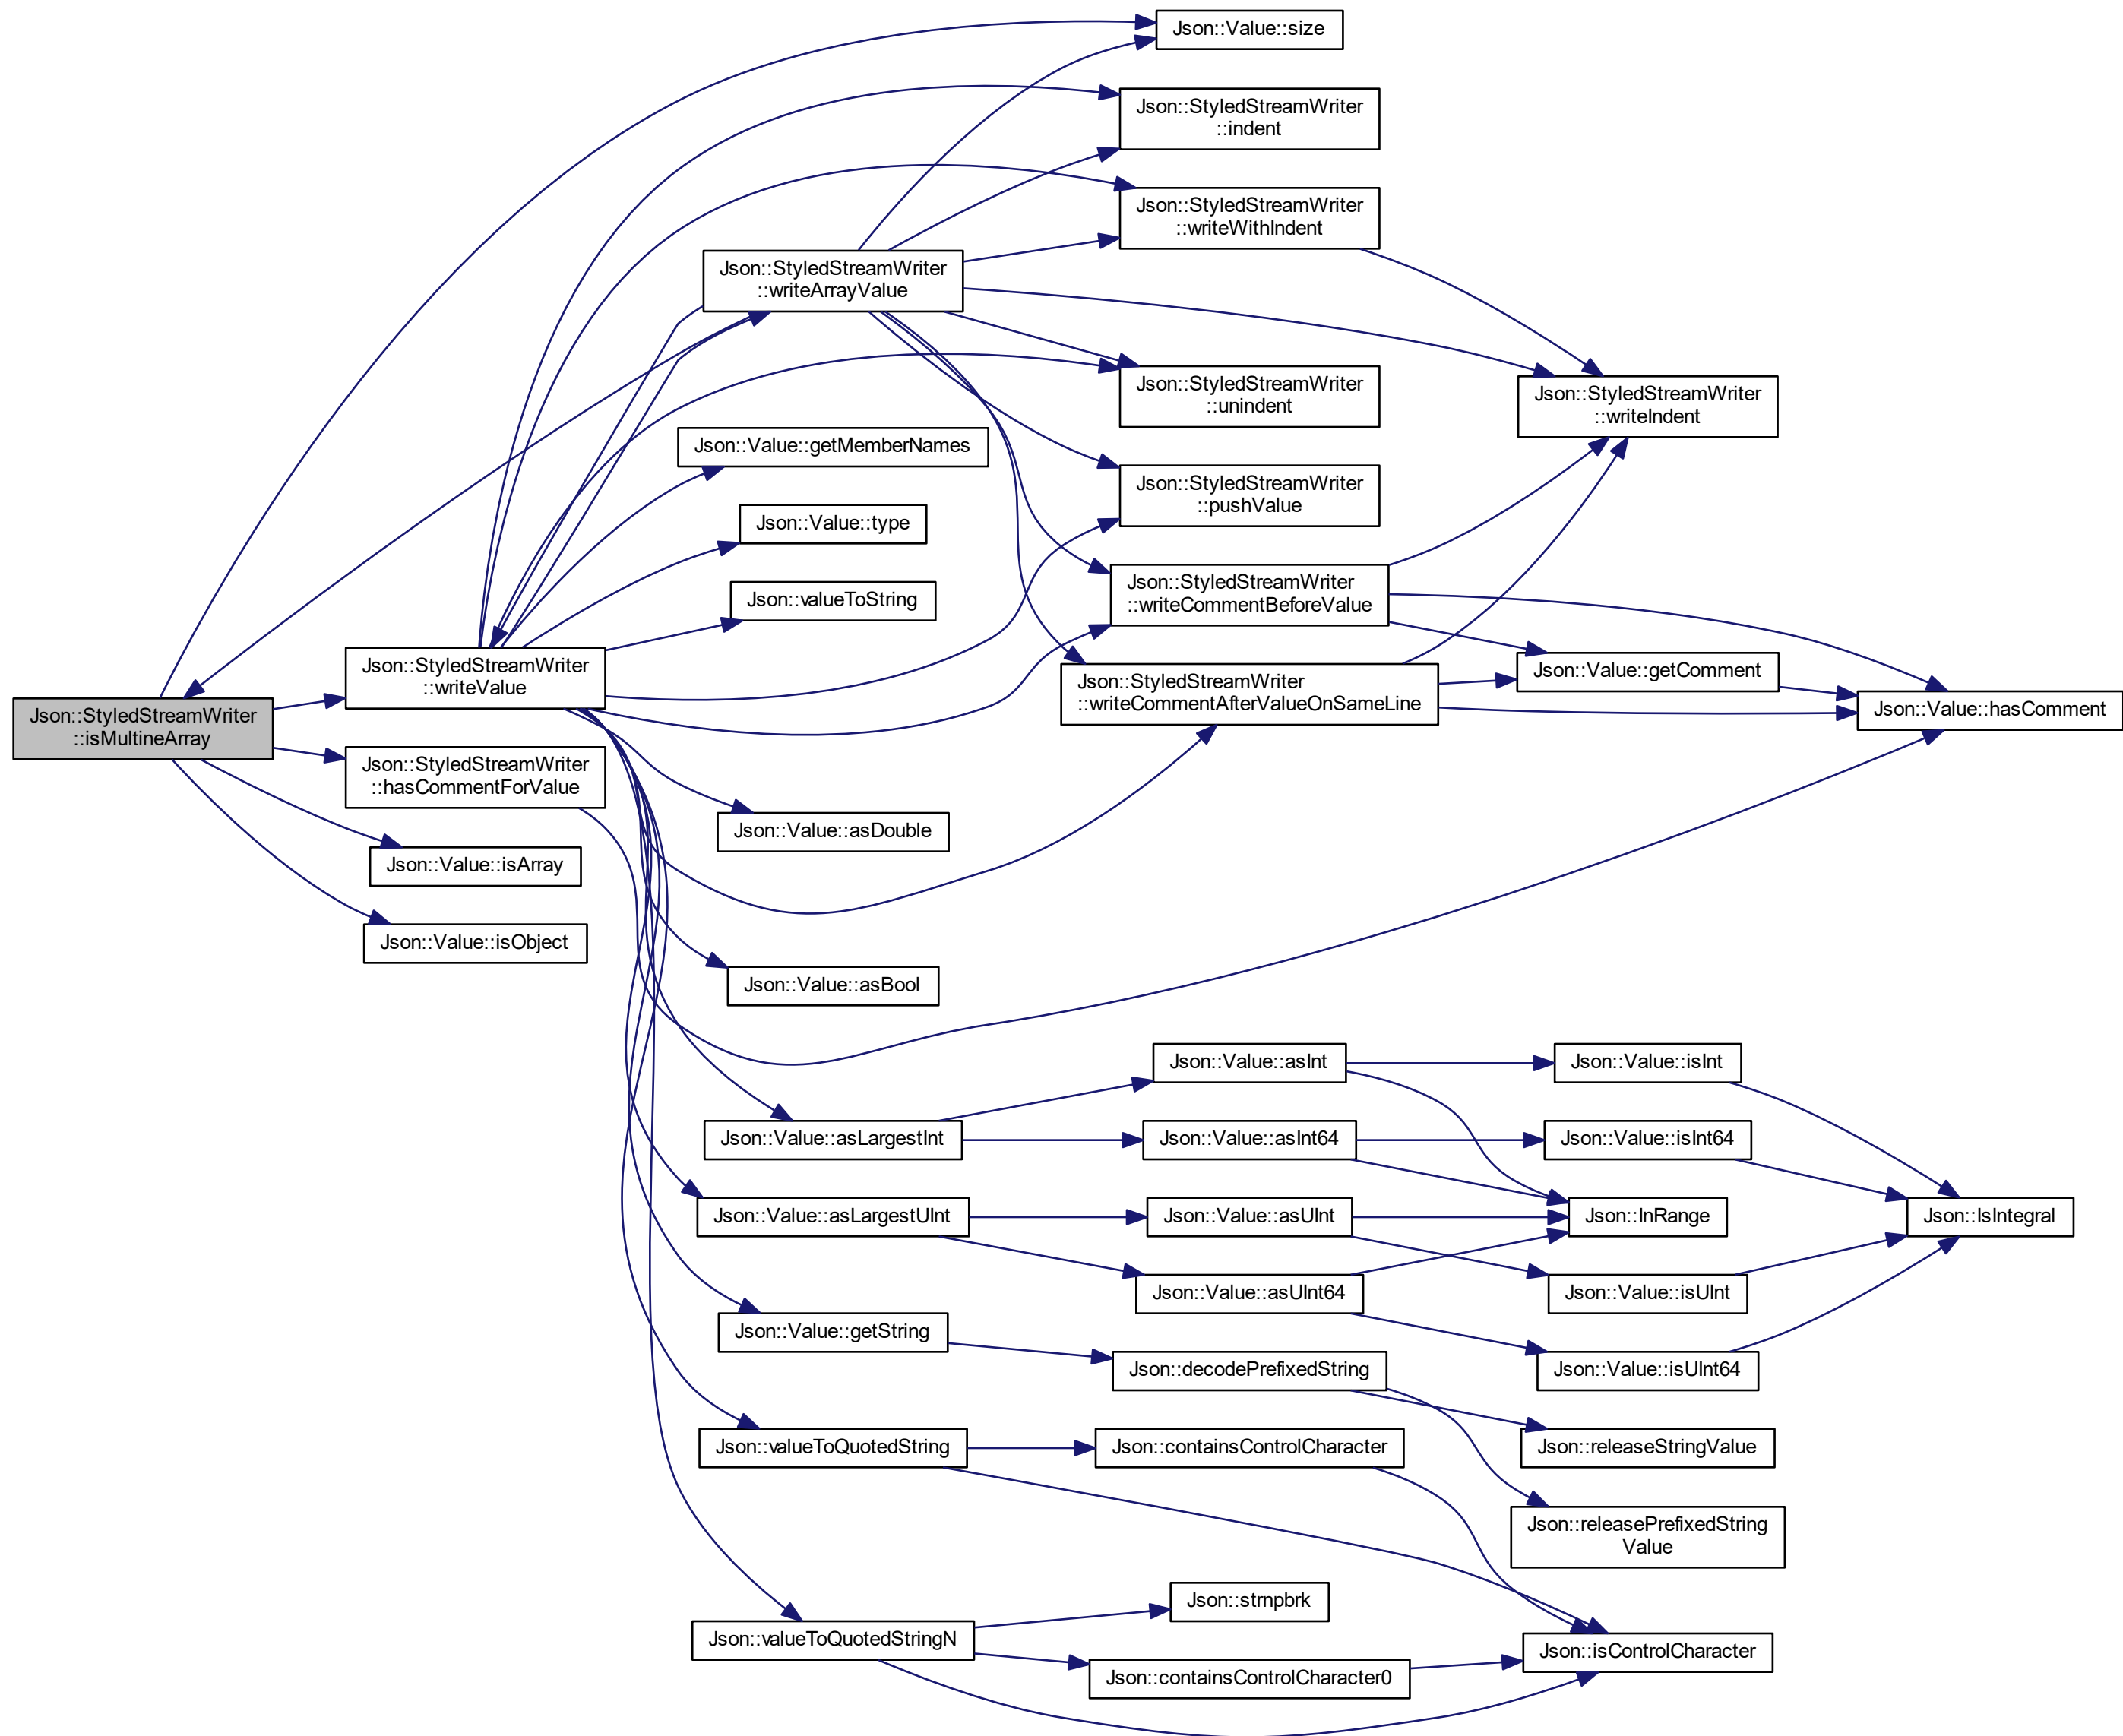 Json::Value::size
Json::StyledStreamWriter
::indent
Json::StyledStreamWriter
::writeWithIndent
Json::StyledStreamWriter
::writeArrayValue
Json::StyledStreamWriter
::unindent
Json::StyledStreamWriter
::writeIndent
Json::Value::getMemberNames
Json::StyledStreamWriter
::pushValue
Json::Value::type
Json::valueToString
Json::StyledStreamWriter
::writeCommentBeforeValue
Json::StyledStreamWriter
::writeValue
Json::StyledStreamWriter
::writeCommentAfterValueOnSameLine
Json::Value::getComment
Json::Value::hasComment
Json::StyledStreamWriter
::isMultineArray
Json::StyledStreamWriter
::hasCommentForValue
Json::Value::asDouble
Json::Value::isArray
Json::Value::isObject
Json::Value::asBool
Json::Value::asInt
Json::Value::isInt
Json::Value::asLargestInt
Json::Value::asInt64
Json::Value::isInt64
Json::Value::asLargestUInt
Json::Value::asUInt
Json::InRange
Json::IsIntegral
Json::Value::asUInt64
Json::Value::isUInt
Json::Value::getString
Json::decodePrefixedString
Json::Value::isUInt64
Json::valueToQuotedString
Json::containsControlCharacter
Json::releaseStringValue
Json::releasePrefixedString
Value
Json::strnpbrk
Json::valueToQuotedStringN
Json::containsControlCharacter0
Json::isControlCharacter